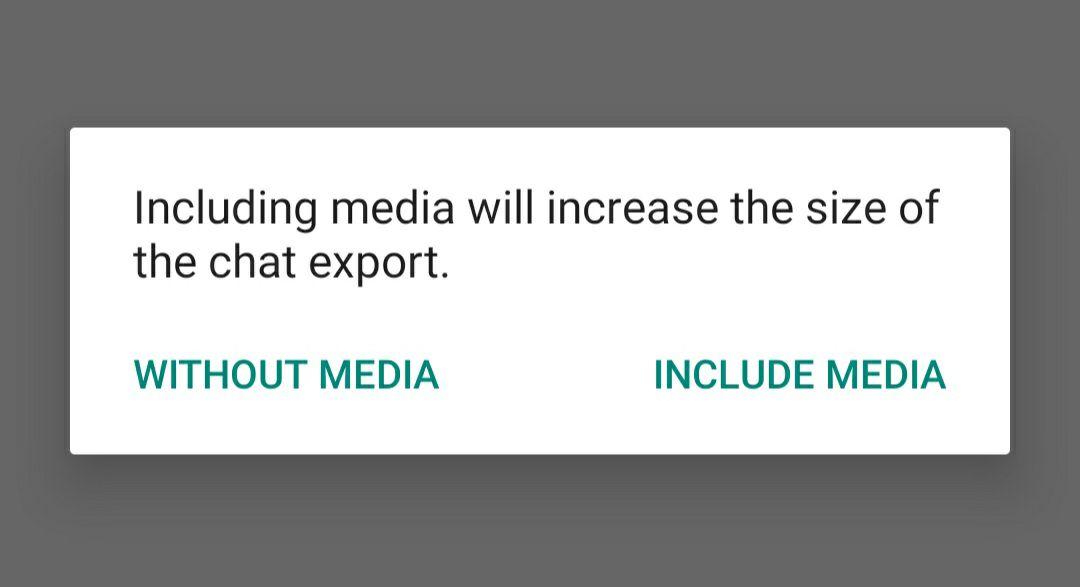 Including media will increase the size of
the chat export.
WITHOUT MEDIA INCLUDE MEDIA